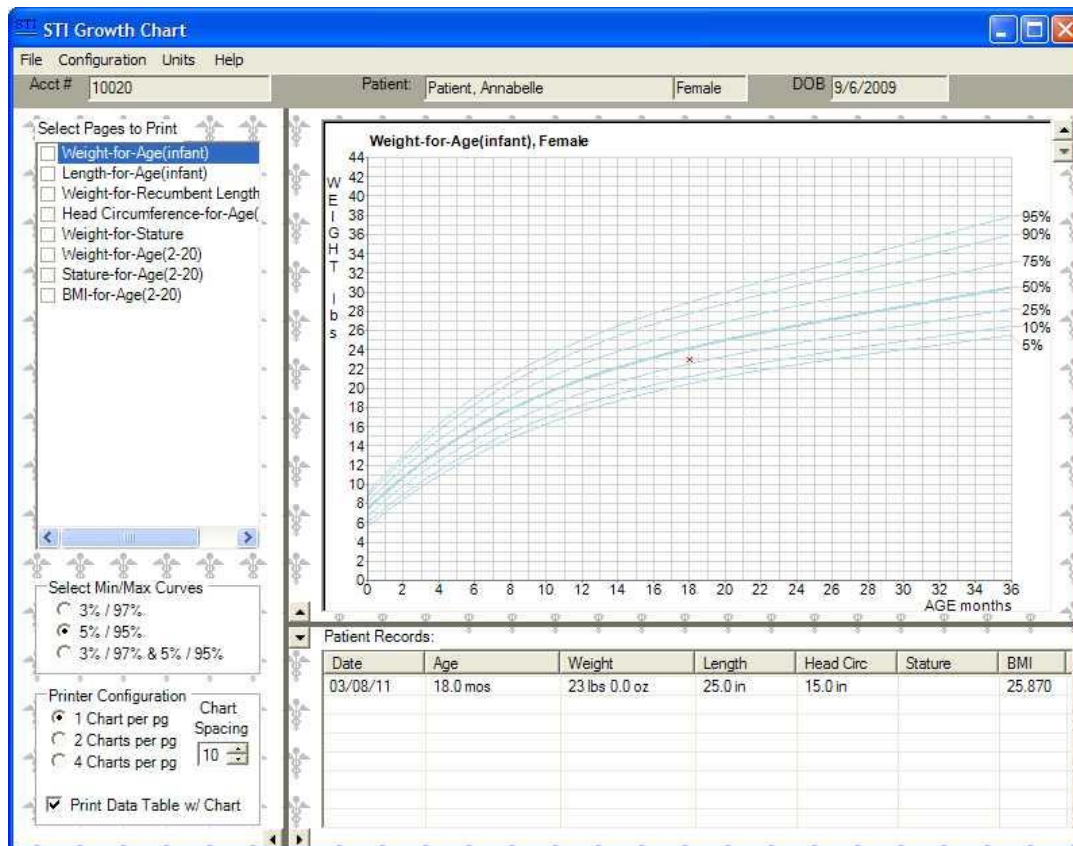 STI STI Growth Chart
File Configuration Units Help
Acct # 10020 Patient: Patient, Annabelle Female DOB 9/6/2009
Select Pages to Print
Weight-for-Age(infant)
Length-for-Age(infant)
Weight-for-Recumbent Length
Head Circumference-for-Age(
Weight-for-Stature
Weight-for-Age(2-20)
Stature-for-Age(2-20)
BMI-for-Age(2-20)
Select Min/Max Curves
3% / 97%
5% / 95%
3% / 97% & 5% / 95%
Printer Configuration
1 Chart per pg
2 Charts per pg
4 Charts per pg
Chart
Spacing
10
Print Data Table w/ Chart
Weight-for-Age(infant), Female
WEIGHT lbs
44
42
40
38
36
34
32
30
28
26
24
22
20
18
16
14
12
10
8
6
4
2
0
95%
90%
75%
50%
25%
10%
5%
0 2 4 6 8 10 12 14 16 18 20 22 24 26 28 30 32 34 36
AGE months
Patient Records:
Date Age Weight Length Head Circ Stature BMI
03/08/11 18.0 mos 23 lbs 0.0 oz 25.0 in 15.0 in 25.870